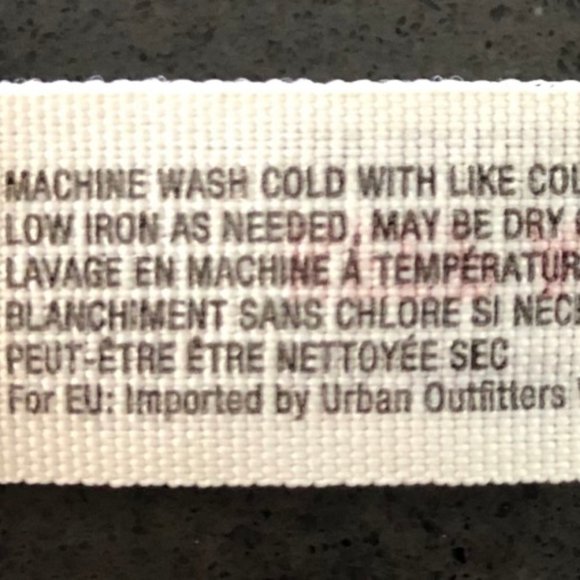 MACHINE WASH COLD WITH LIKE
LOW IRON AS NEEDED, MAY BE DRY
LAVAGE EN MACHINE À
BLANCHIMENT SANS CHLORE SI
PEUT-ÊTRE ÊTRE NETTOYÉE SEC
For EU: Imported by Urban Outfitters